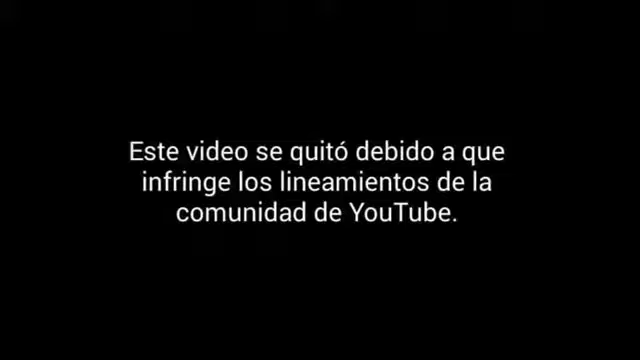 Este video se quitó debido a que
infringe los lineamientos de la
comunidad de YouTube.